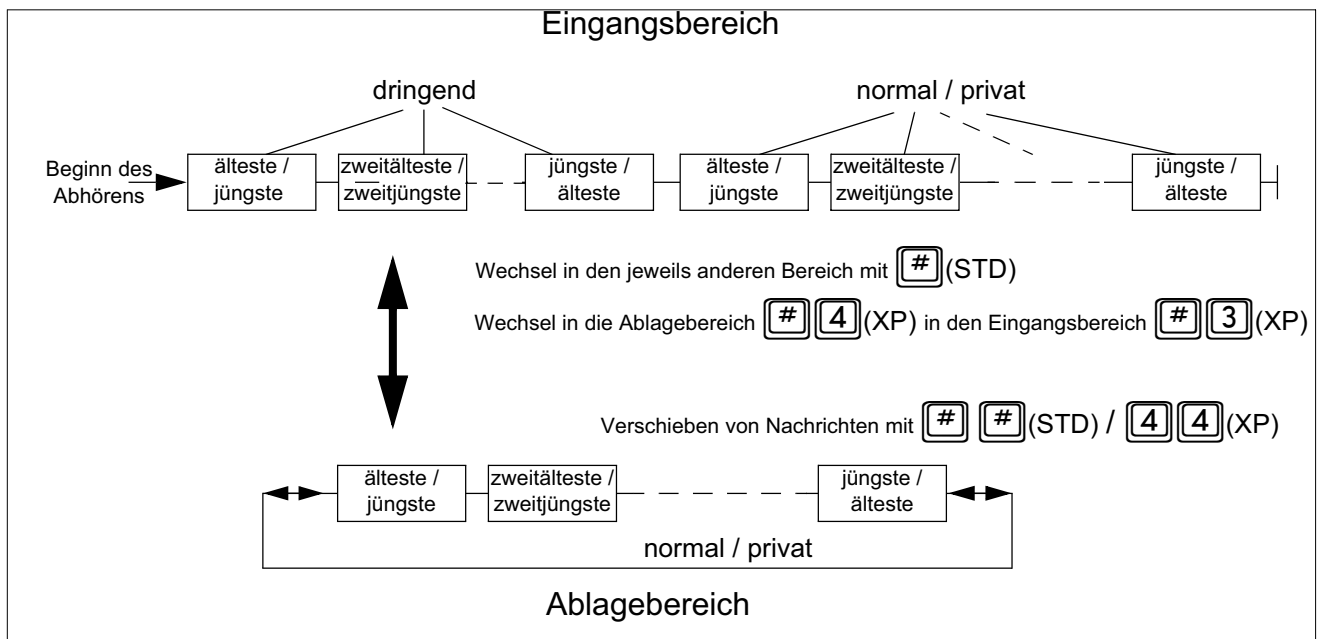 Eingangsbereich
dringend
normal / privat
Beginn des
Abhörens
älteste /
jüngste
zweitälteste /
zweitjüngste
jüngste /
älteste
älteste /
jüngste
zweitälteste /
zweitjüngste
jüngste /
älteste
Wechsel in den jeweils anderen Bereich mit # (STD)
Wechsel in die Ablagebereich # 4 (XP) in den Eingangsbereich # 3 (XP)
Verschieben von Nachrichten mit # # (STD) / 4 4 (XP)
älteste /
jüngste
zweitälteste /
zweitjüngste
jüngste /
älteste
normal / privat
Ablagebereich